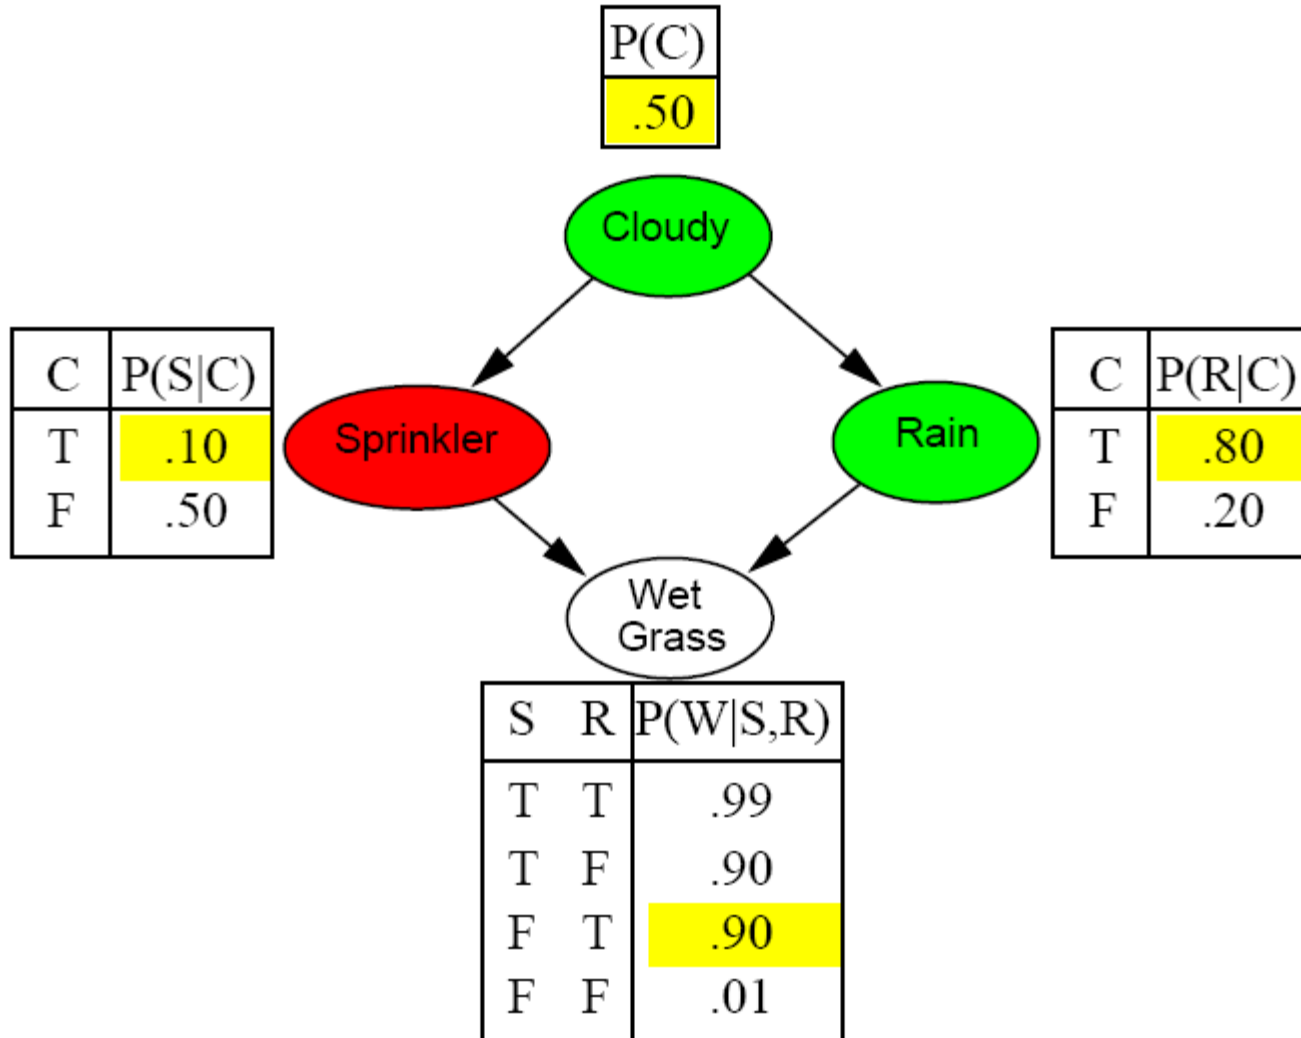 P(C)
.50
Cloudy
C P(S|C)
T .10
F .50
Sprinkler
Rain
C P(R|C)
T .80
F .20
Wet
Grass
S R P(W|S,R)
T T .99
T F .90
F T .90
F F .01